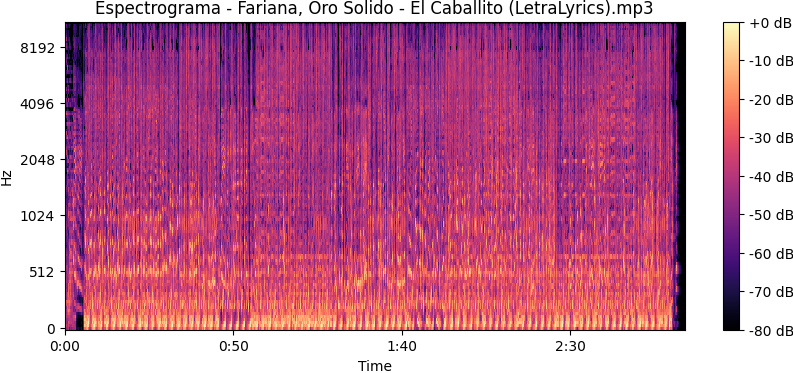 Espectrograma - Fariana, Oro Solido - El Caballito (LetraLyrics).mp3
8192
4096
2048
1024
512
0
Hz
0:00
0:50
1:40
2:30
Time
+0 dB
-10 dB
-20 dB
-30 dB
-40 dB
-50 dB
-60 dB
-70 dB
-80 dB